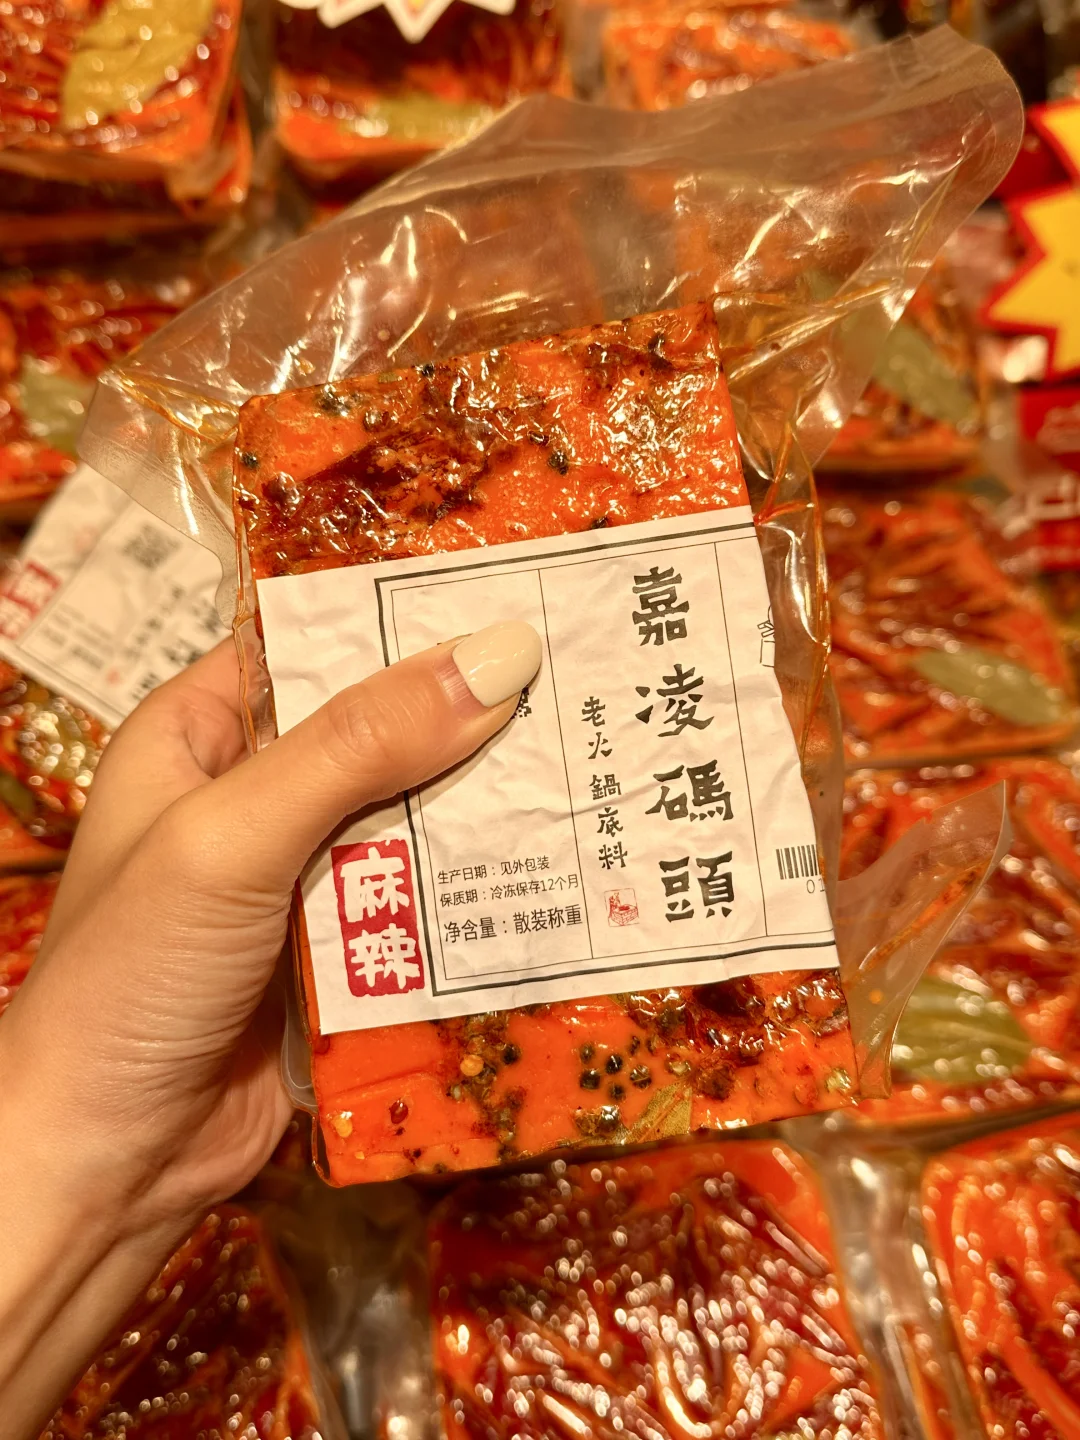 嘉凌碼頭
老火鍋底料
生产日期：见外包装
保质期：冷冻保存12个月
净含量：散装称重
麻辣
01